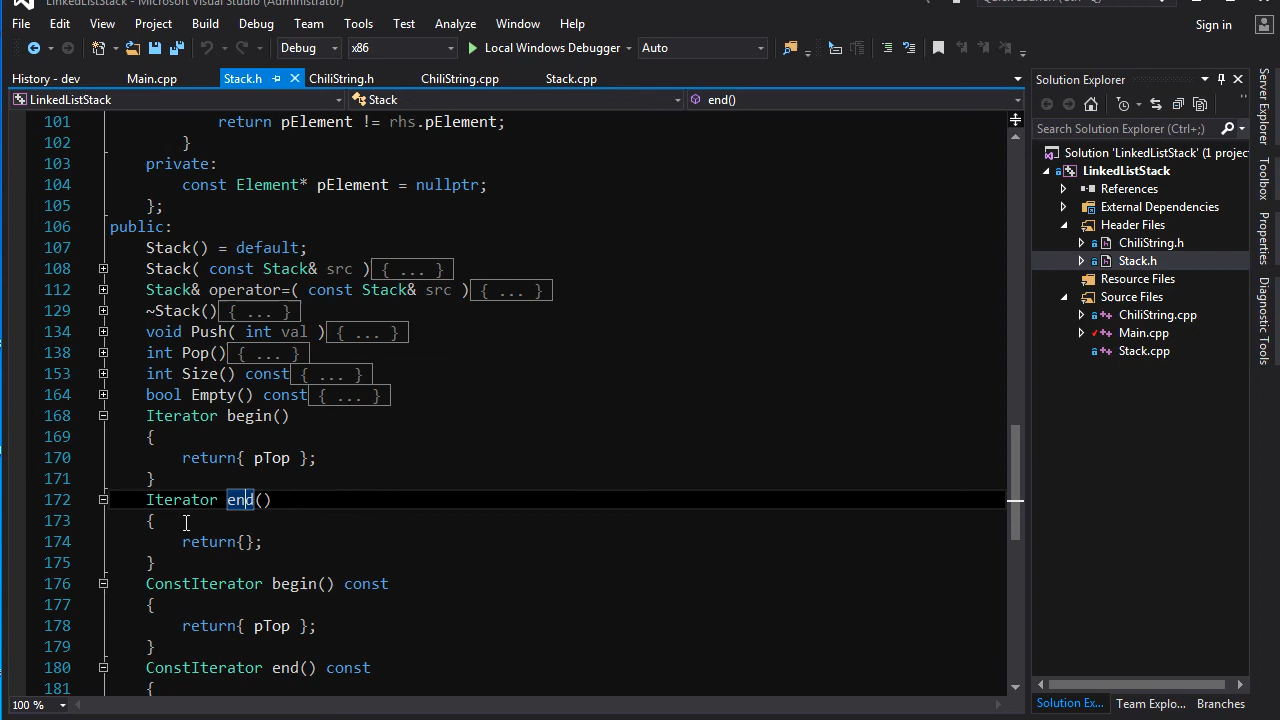 LinkedListStack - Microsoft Visual Studio (Administrator)
File Edit View Project Build Debug Team Tools Test Analyze Window Help
Sign in
Debug x86 Local Windows Debugger Auto
History - dev Main.cpp Stack.h ChiliString.h ChiliString.cpp Stack.cpp
LinkedListStack Stack end()
101 return pElement != rhs.pElement;
102 }
103 private:
104 const Element* pElement = nullptr;
105 };
106 public:
107 Stack() = default;
108 Stack( const Stack& src ){ ... }
112 Stack& operator=( const Stack& src ){ ... }
129 ~Stack(){ ... }
134 void Push( int val ){ ... }
138 int Pop(){ ... }
153 int Size() const{ ... }
164 bool Empty() const{ ... }
168 Iterator begin()
169 {
170 return{ pTop };
171 }
172 Iterator end()
173 {
174 return{};
175 }
176 ConstIterator begin() const
177 {
178 return{ pTop };
179 }
180 ConstIterator end() const
181 {
100 %
Solution Explorer
Search Solution Explorer (Ctrl+;)
Solution 'LinkedListStack' (1 projec
LinkedListStack
References
External Dependencies
Header Files
ChiliString.h
Stack.h
Resource Files
Source Files
ChiliString.cpp
Main.cpp
Stack.cpp
Solution Ex... Team Explo... Branches
Server Explorer
Toolbox
Properties
Diagnostic Tools